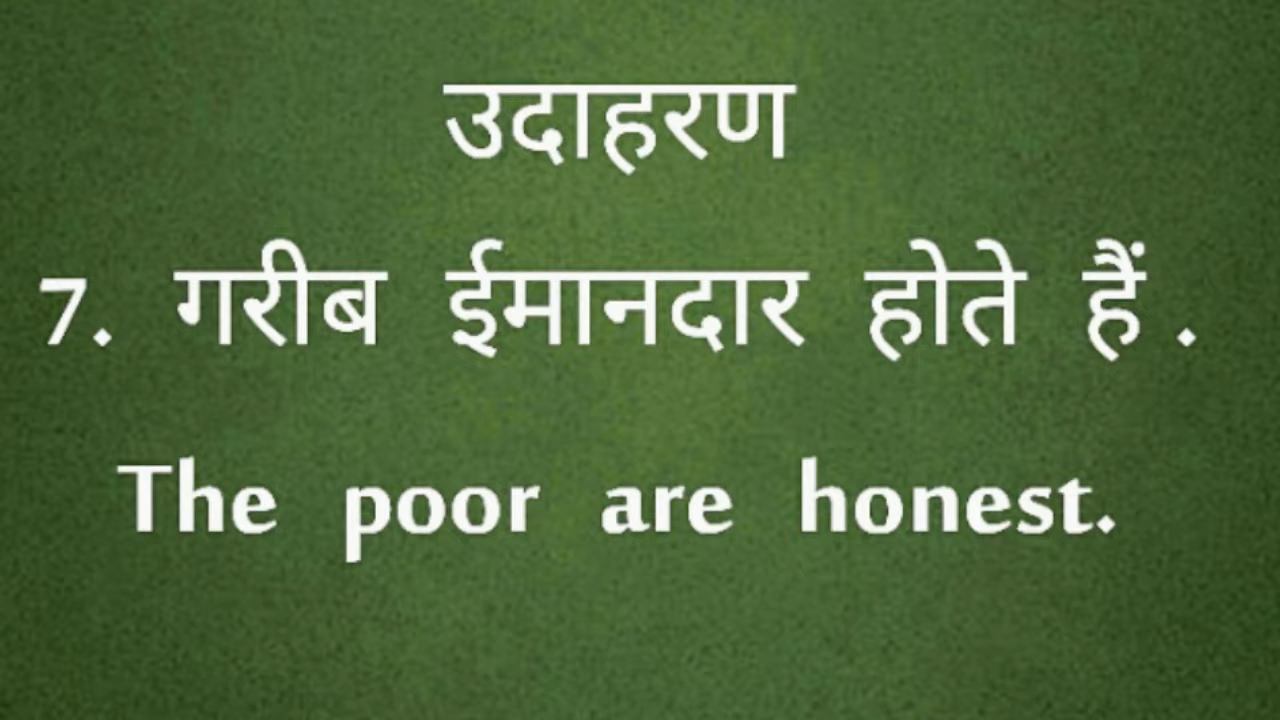 उदाहरण
7. गरीब ईमानदार होते हैं .
The poor are honest.